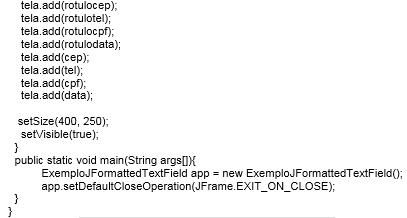 tela.add(rotulocep);
tela.add(rotulotel);
tela.add(rotulocpf);
tela.add(rotulodata);
tela.add(cep);
tela.add(tel);
tela.add(cpf);
tela.add(data);
setSize(400, 250);
setVisible(true);
}
public static void main(String args[]){
ExemploJFormattedTextField app = new ExemploJFormattedTextField();
app.setDefaultCloseOperation(JFrame.EXIT_ON_CLOSE);
}
}